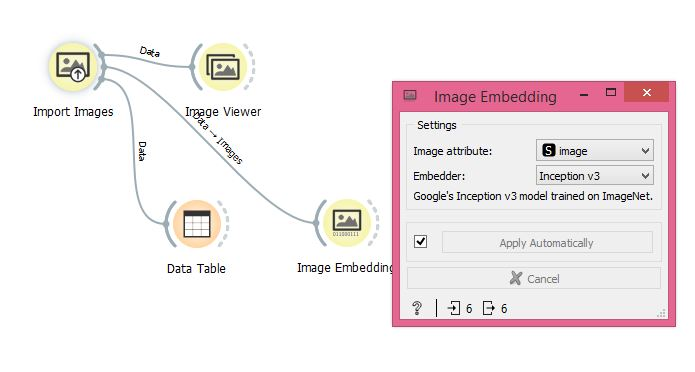 Data
Import Images
Image Viewer
Data → Images
Data
Data Table
011000111
Image Embedding
Image Embedding
Settings
Image attribute:
S image
Embedder:
Inception v3
Google's Inception v3 model trained on ImageNet.
Apply Automatically
Cancel
? 6 6